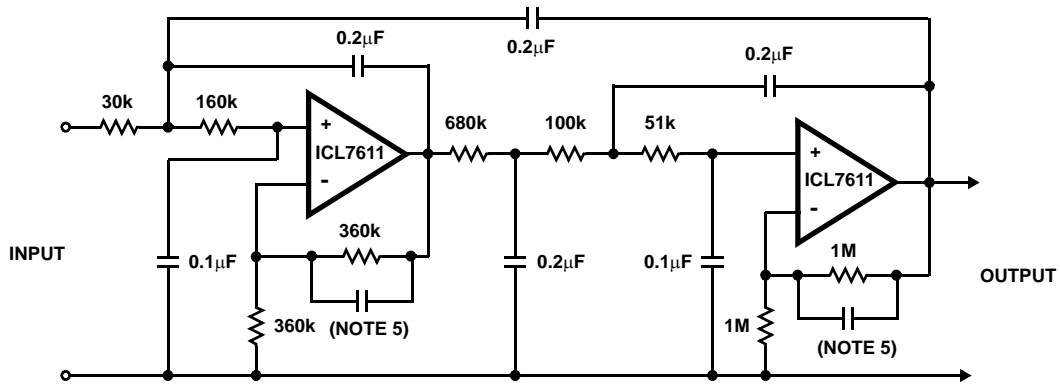 0.2μF
0.2μF
0.2μF
30k
160k
680k
100k
51k
+
ICL7611
-
+
ICL7611
-
360k
1M
INPUT
0.1μF
0.2μF
0.1μF
OUTPUT
360k
(NOTE 5)
1M
(NOTE 5)